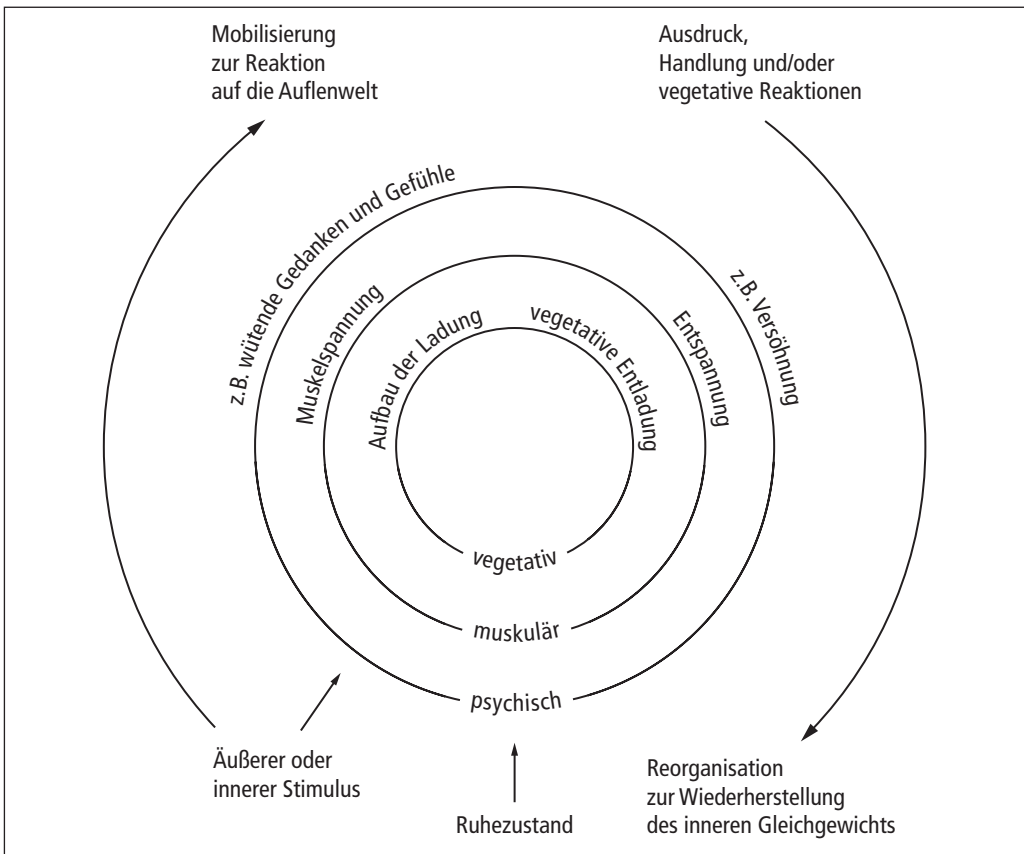 Mobilisierung
zur Reaktion
auf die Auflenwelt
Ausdruck,
Handlung und/oder
vegetative Reaktionen
z.B. wütende Gedanken und Gefühle
Muskelspannung
Aufbau der Ladung
vegetative Entladung
Entspannung
z.B. Versöhnung
vegetativ
muskulär
psychisch
Äußerer oder
innerer Stimulus
Ruhezustand
Reorganisation
zur Wiederherstellung
des inneren Gleichgewichts